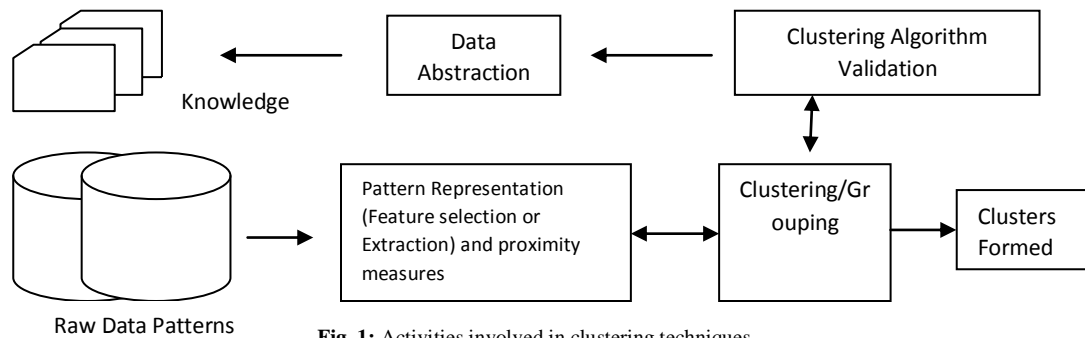 Data
Abstraction
Clustering Algorithm
Validation
Knowledge
Pattern Representation
(Feature selection or
Extraction) and proximity
measures
Clustering/Gr
ouping
Clusters
Formed
Raw Data Patterns
Fig. 1: Activities involved in clustering techniques